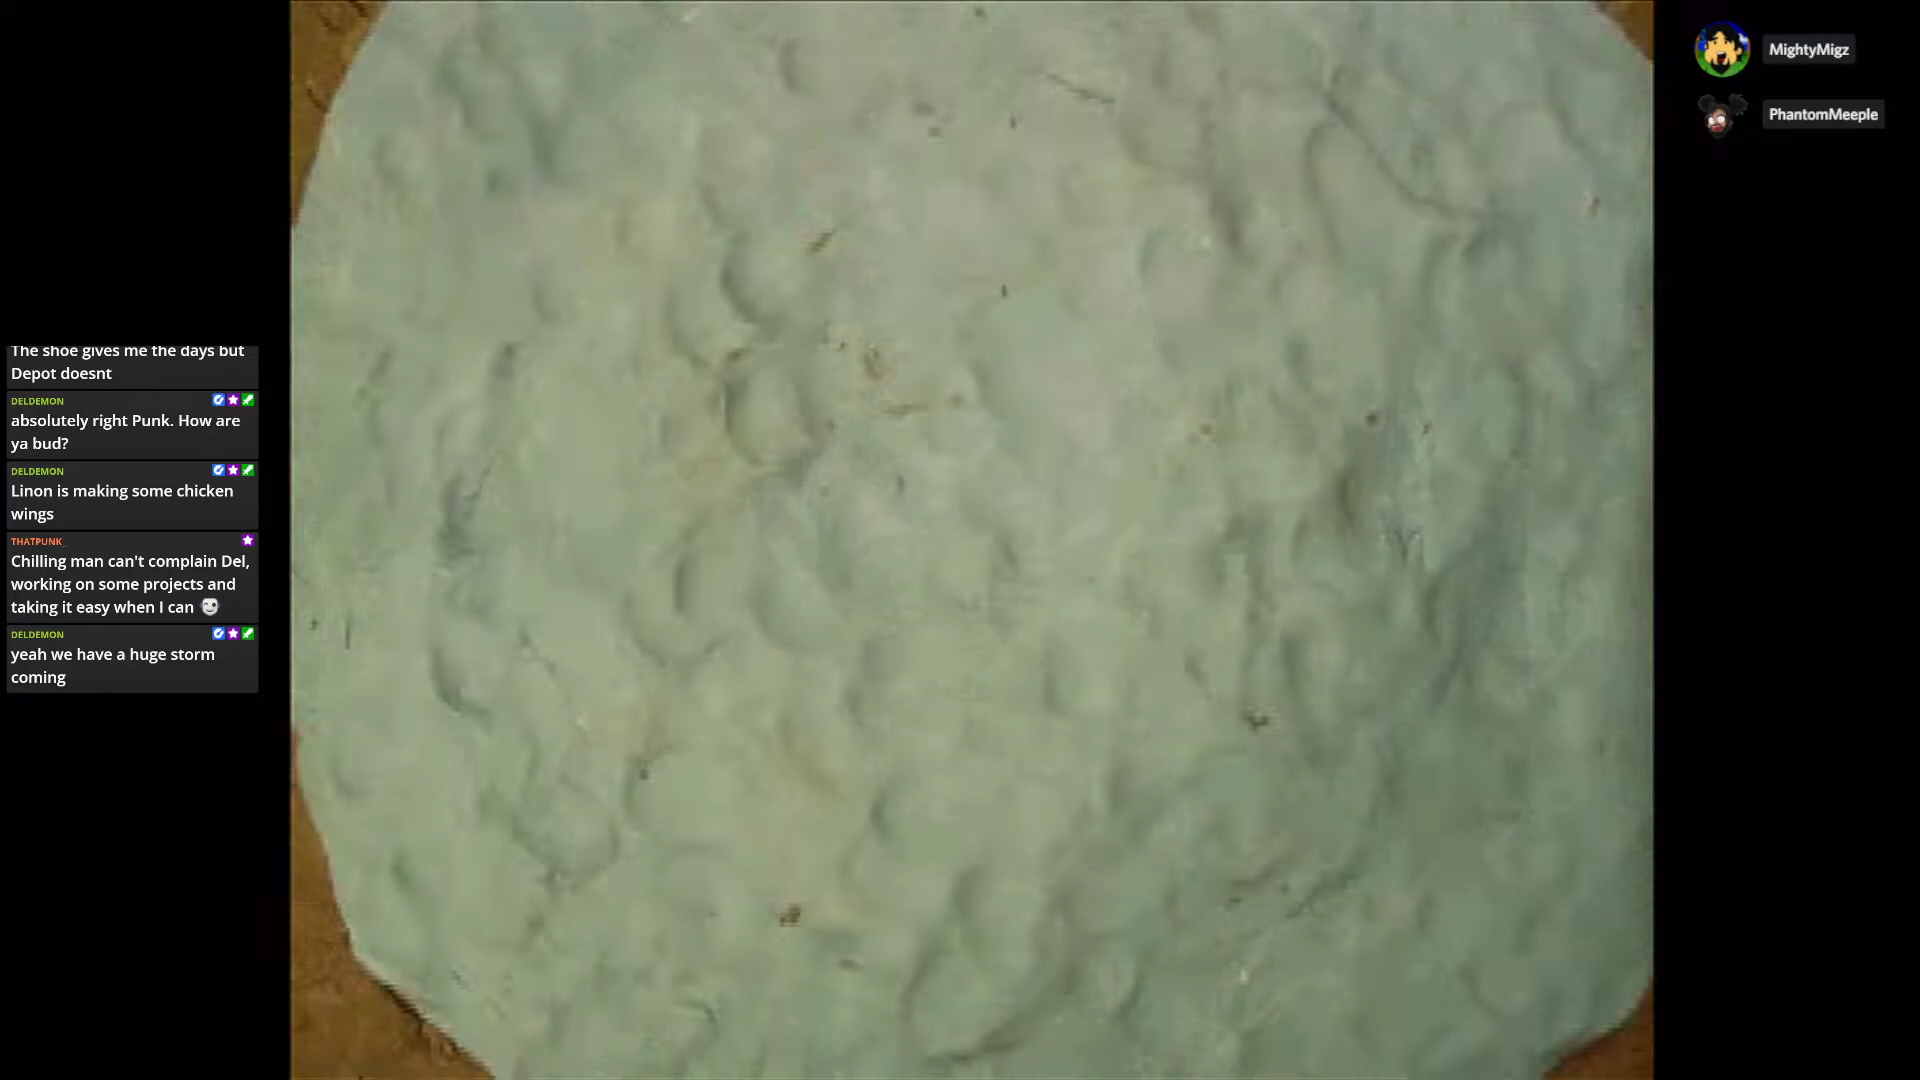 The shoe gives me the days but
Depot doesnt
DELDEMON
absolutely right Punk. How are
ya bud?
DELDEMON
Linon is making some chicken
wings
THATPUNK_
Chilling man can't complain Del,
working on some projects and
taking it easy when I can
DELDEMON
yeah we have a huge storm
coming
MightyMigz
PhantomMeeple